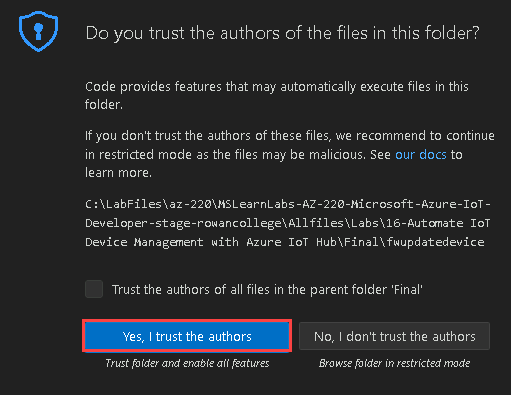 Do you trust the authors of the files in this folder?
Code provides features that may automatically execute files in this
folder.
If you don't trust the authors of these files, we recommend to continue
in restricted mode as the files may be malicious. See our docs to
learn more.
C:\LabFiles\az-220\MSLearnLabs-AZ-220-Microsoft-Azure-IoT-
Developer-stage-rowancollege\Allfiles\Labs\16-Automate IoT
Device Management with Azure IoT Hub\Final\fwupdatedevice
Trust the authors of all files in the parent folder 'Final'
Yes, I trust the authors
No, I don't trust the authors
Trust folder and enable all features
Browse folder in restricted mode